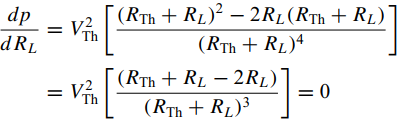 dp/dR_L = V_Th^2 [ ((R_Th + R_L)^2 − 2R_L(R_Th + R_L)) / (R_Th + R_L)^4 ]
= V_Th^2 [ (R_Th + R_L − 2R_L) / (R_Th + R_L)^3 ] = 0